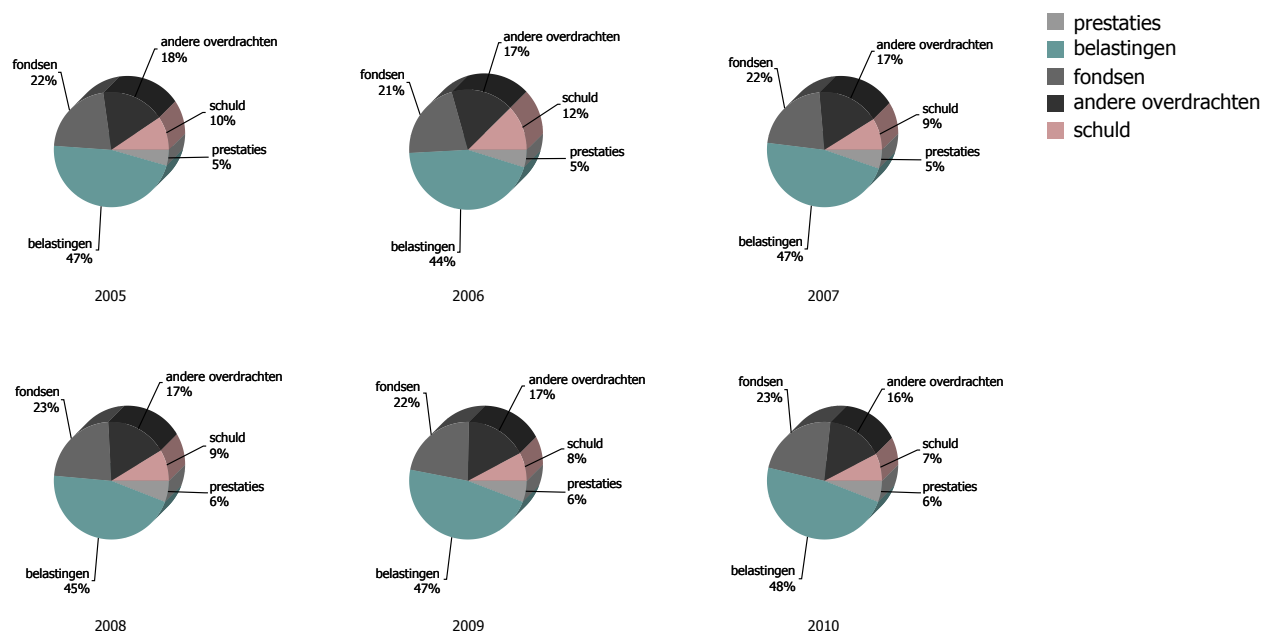 andere overdrachten
18%
fondsen
22%
schuld
10%
prestaties
5%
belastingen
47%
2005
andere overdrachten
17%
fondsen
21%
schuld
12%
prestaties
5%
belastingen
44%
2006
andere overdrachten
17%
fondsen
22%
schuld
9%
prestaties
5%
belastingen
47%
2007
prestaties
belastingen
fondsen
andere overdrachten
schuld
andere overdrachten
17%
fondsen
23%
schuld
9%
prestaties
6%
belastingen
45%
2008
andere overdrachten
17%
fondsen
22%
schuld
8%
prestaties
6%
belastingen
47%
2009
andere overdrachten
16%
fondsen
23%
schuld
7%
prestaties
6%
belastingen
48%
2010